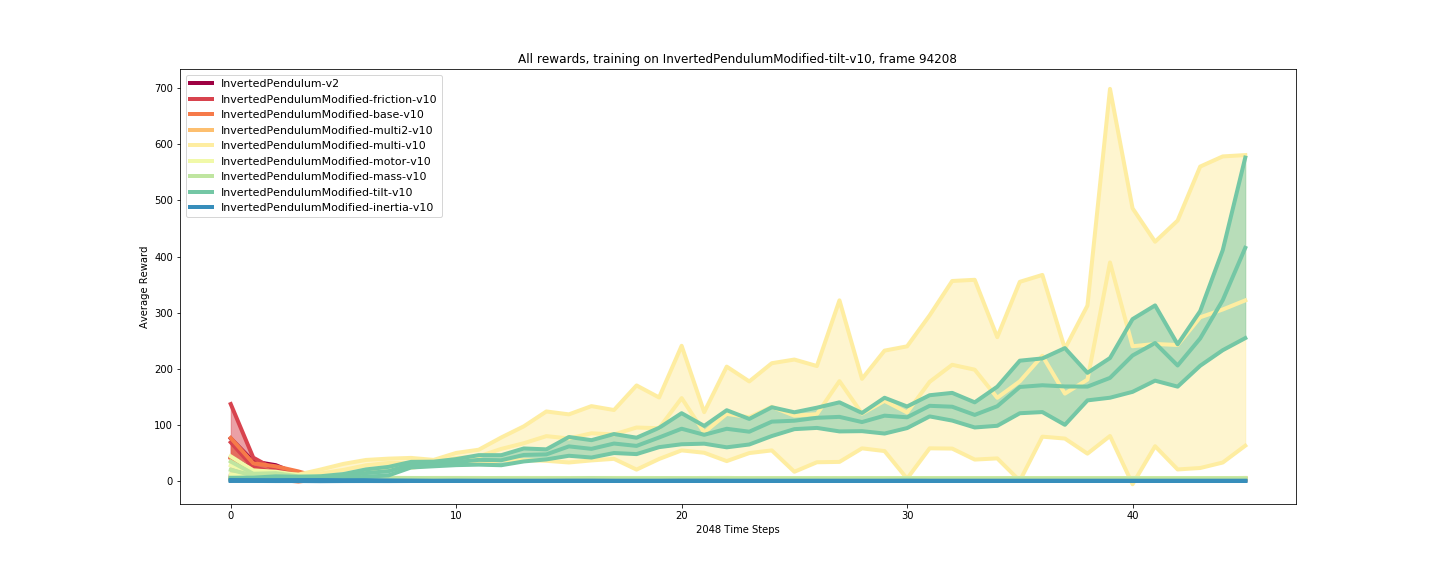 All rewards, training on InvertedPendulumModified-tilt-v10, frame 94208
InvertedPendulum-v2
InvertedPendulumModified-friction-v10
InvertedPendulumModified-base-v10
InvertedPendulumModified-multi2-v10
InvertedPendulumModified-multi-v10
InvertedPendulumModified-motor-v10
InvertedPendulumModified-mass-v10
InvertedPendulumModified-tilt-v10
InvertedPendulumModified-inertia-v10
Average Reward
700
600
500
400
300
200
100
0
0 10 20 30 40
2048 Time Steps